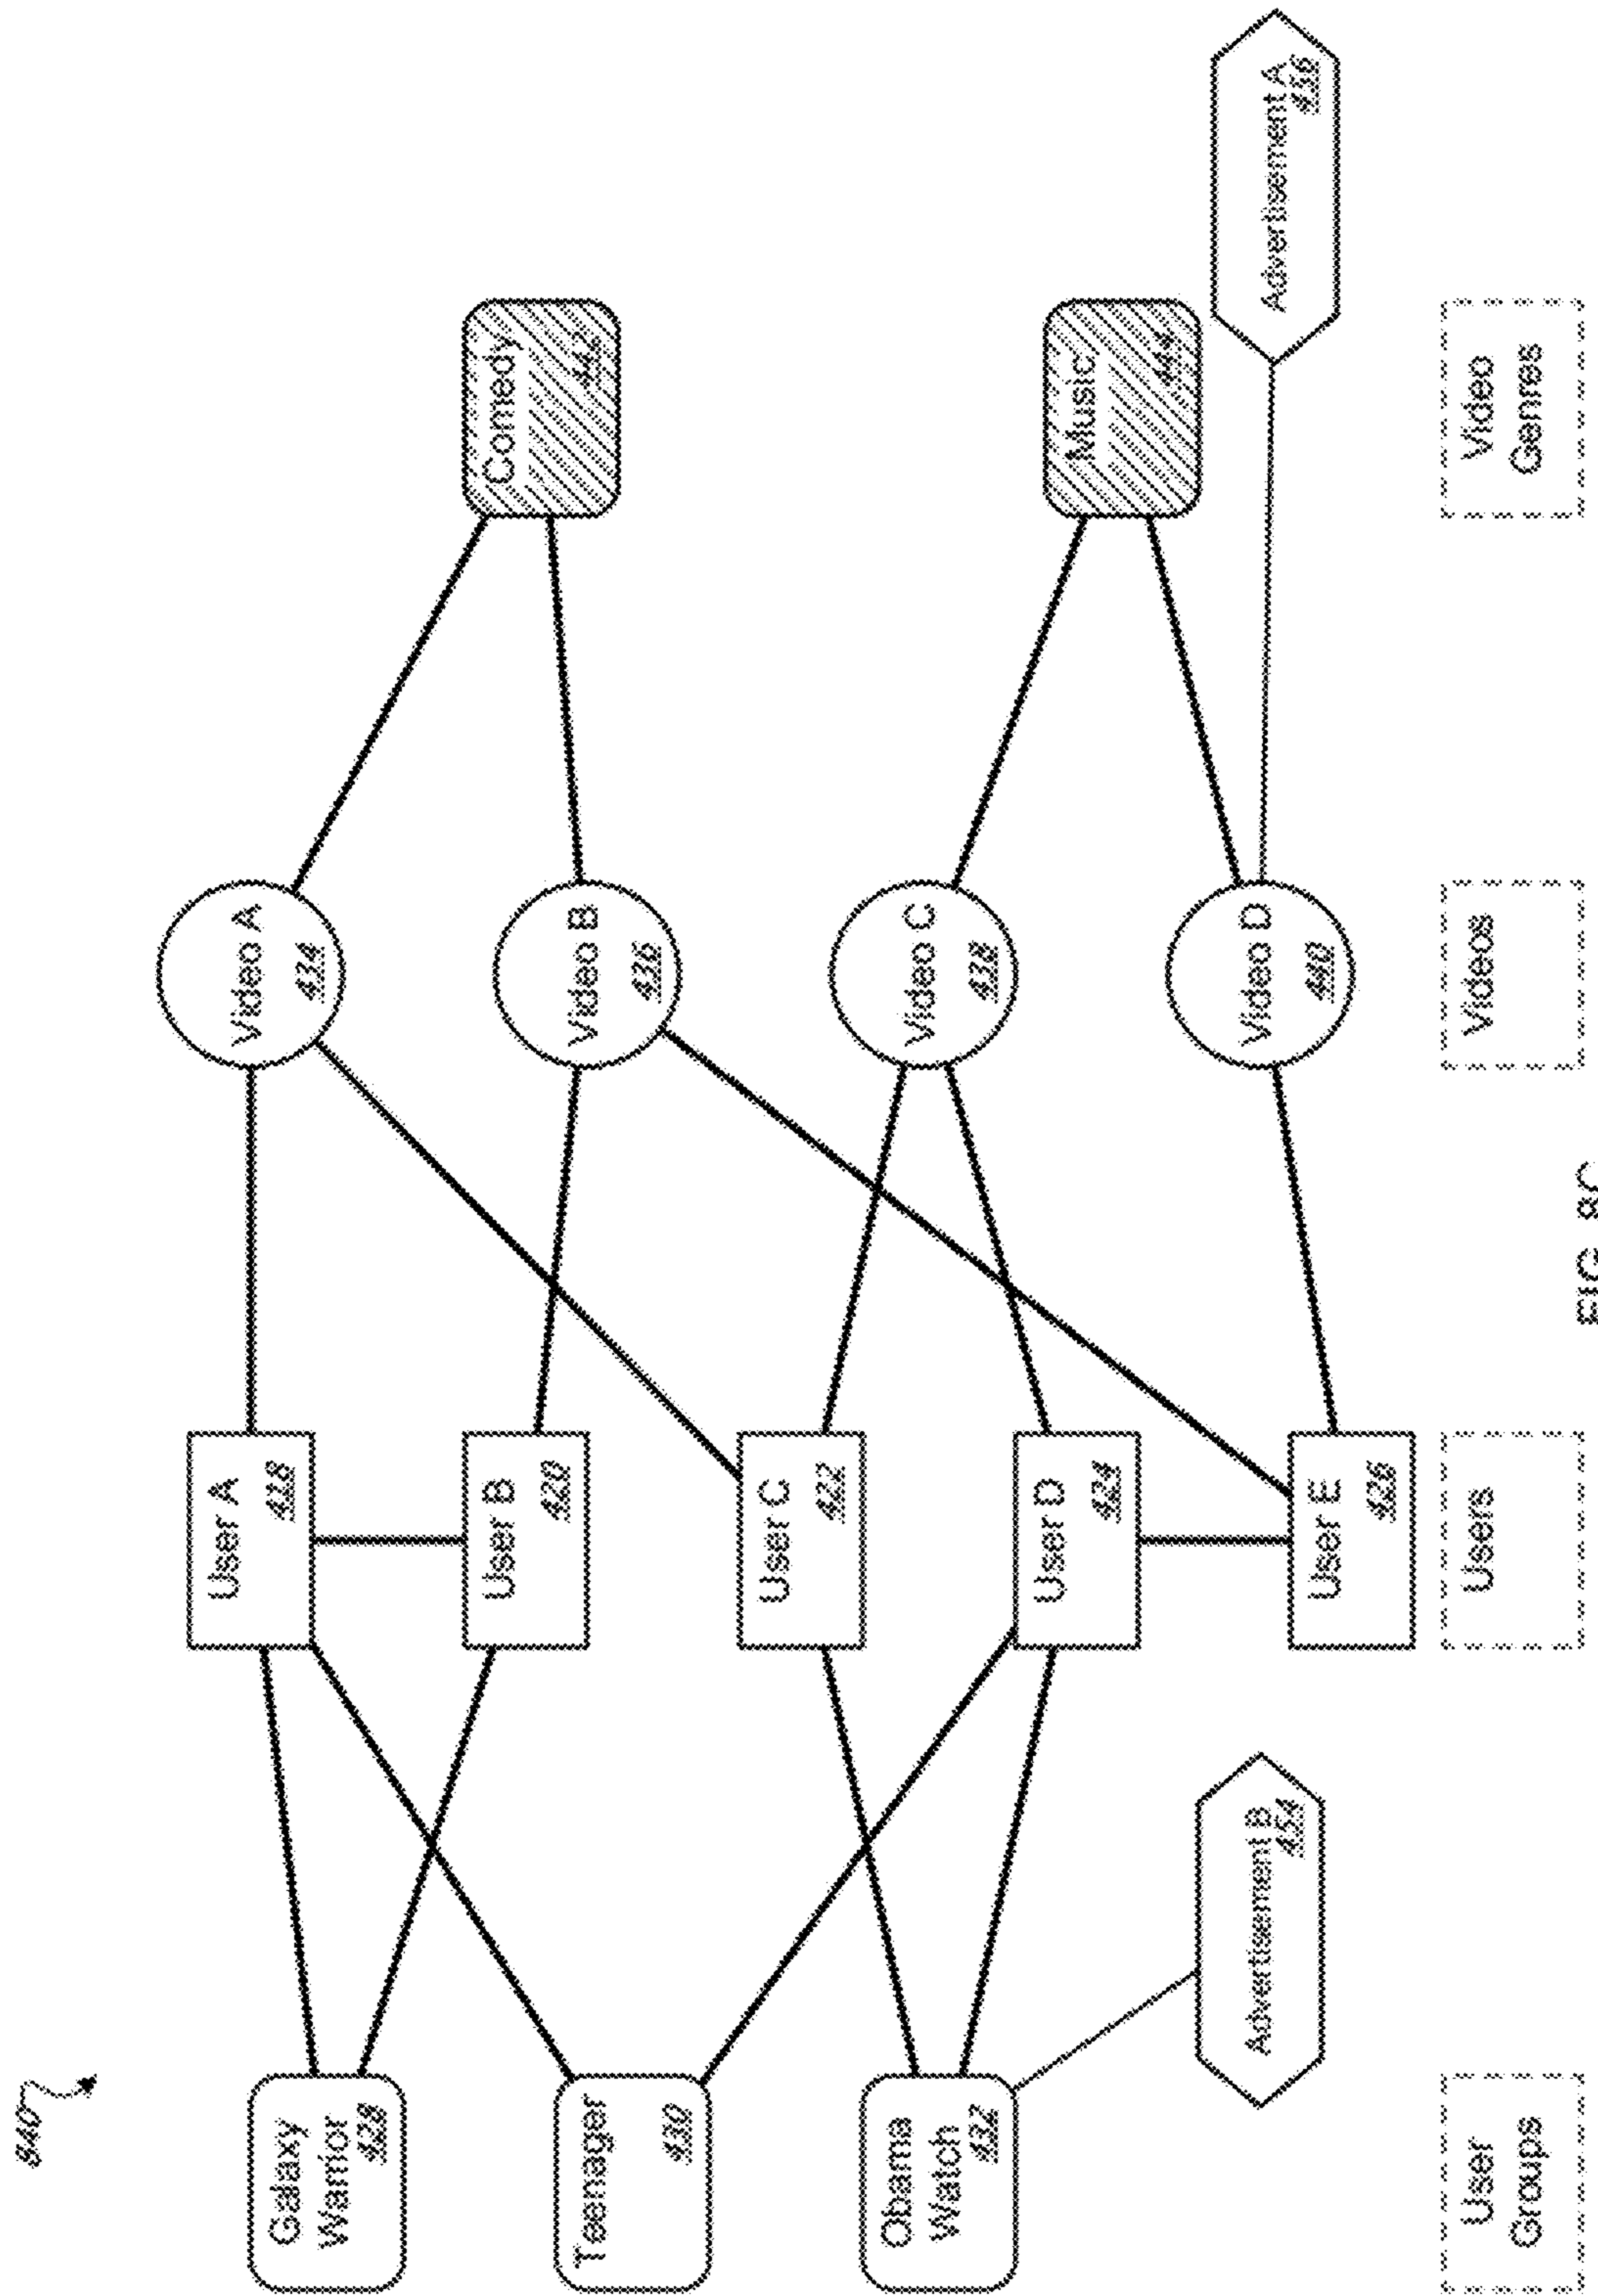 840
Galaxy
Warrior
428
Teenager
430
Obama
Watch
432
Advertisement B
454
User A
418
User B
420
User C
422
User D
424
User E
426
Video A
434
Video B
436
Video C
438
Video D
440
Comedy
442
Music
444
Advertisement A
456
User
Groups
Users
Videos
Video
Genres
FIG. 8C